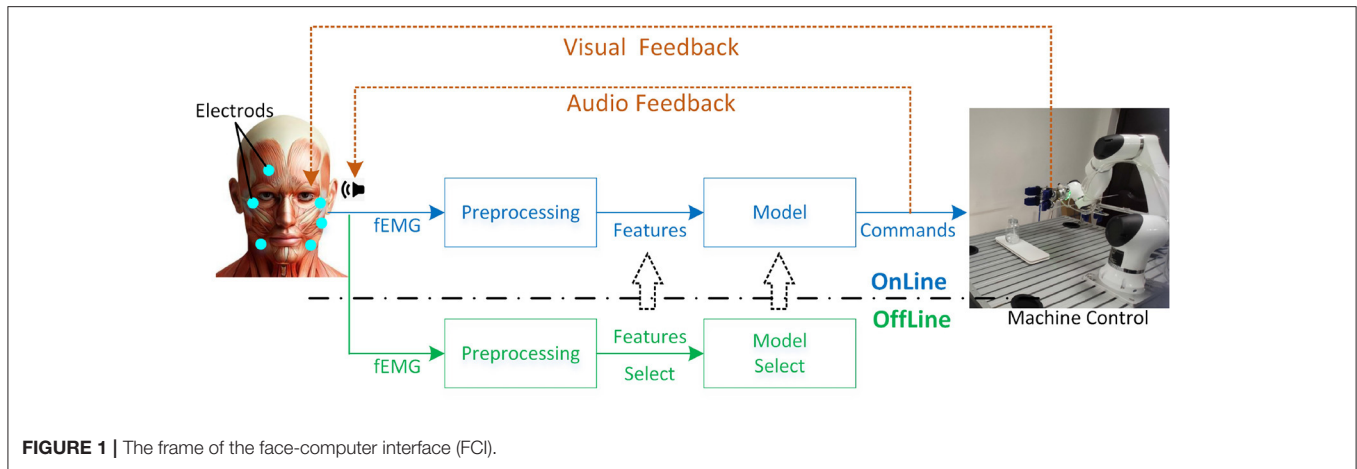 Visual Feedback
Audio Feedback
Electrods
fEMG
Preprocessing
Features
Model
Commands
OnLine
OffLine
Machine Control
fEMG
Preprocessing
Features
Select
Model
Select
FIGURE 1 | The frame of the face-computer interface (FCI).